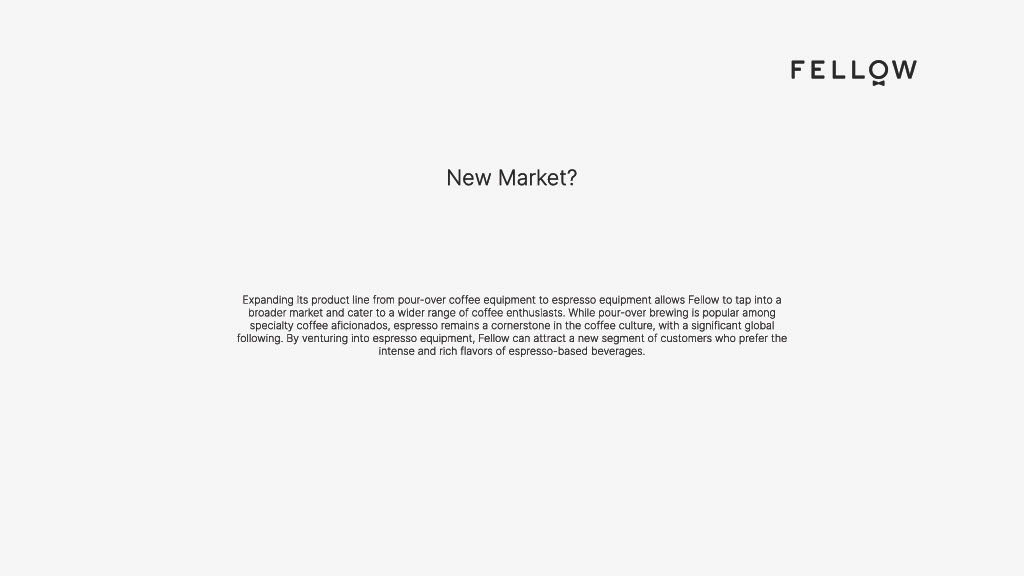 FELLOW
New Market?
Expanding its product line from pour-over coffee equipment to espresso equipment allows Fellow to tap into a
broader market and cater to a wider range of coffee enthusiasts. While pour-over brewing is popular among
specialty coffee aficionados, espresso remains a cornerstone in the coffee culture, with a significant global
following. By venturing into espresso equipment, Fellow can attract a new segment of customers who prefer the
intense and rich flavors of espresso-based beverages.